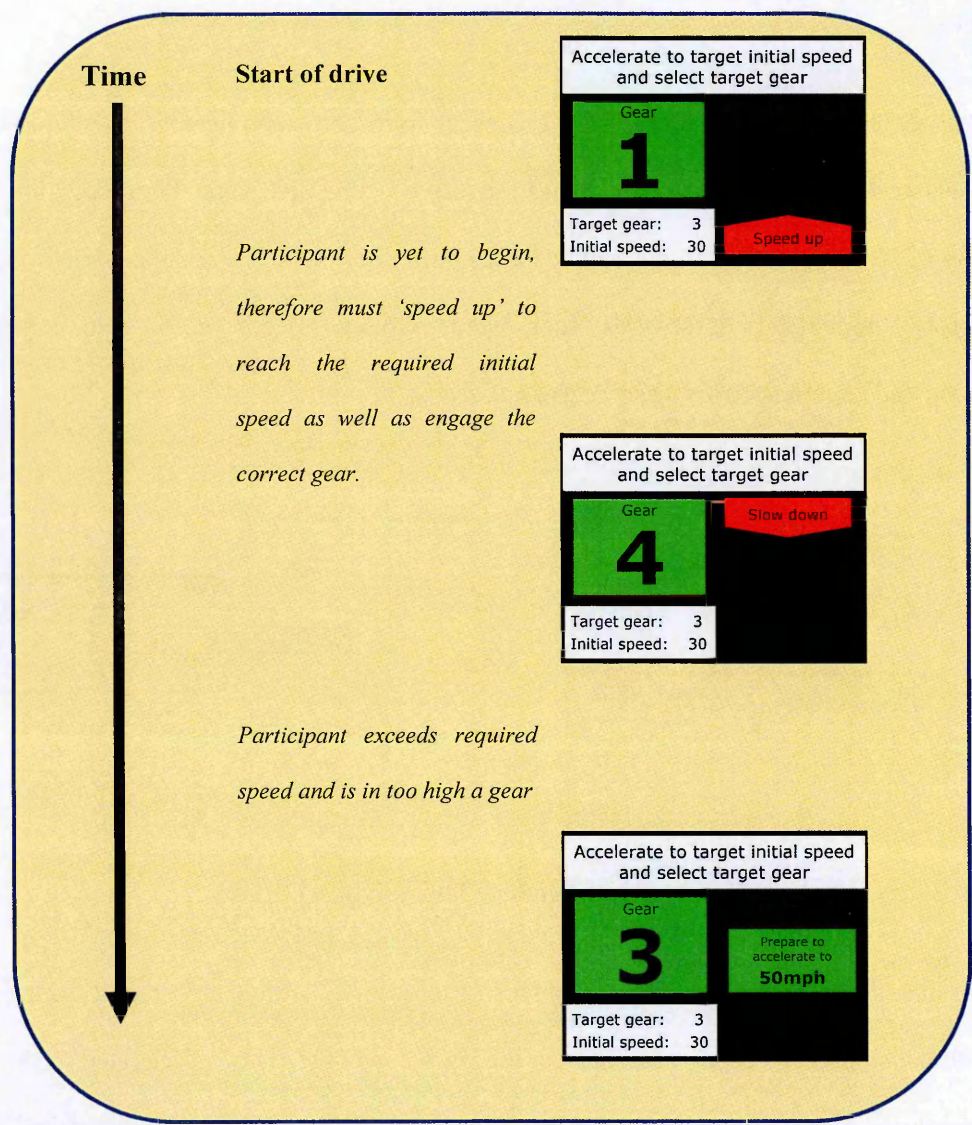 Time
Start of drive
Accelerate to target initial speed
and select target gear
Gear
1
Target gear: 3
Initial speed: 30
Speed up
Participant is yet to begin,
therefore must ‘speed up’ to
reach the required initial
speed as well as engage the
correct gear.
Accelerate to target initial speed
and select target gear
Gear
4
Slow down
Target gear: 3
Initial speed: 30
Participant exceeds required
speed and is in too high a gear
Accelerate to target initial speed
and select target gear
Gear
3
Prepare to
accelerate to
50mph
Target gear: 3
Initial speed: 30